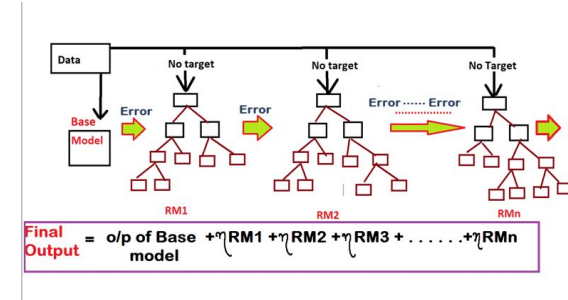 Data
No target
No target
No Target
Base
Model
Error
Error
Error ...... Error
RM1
RM2
RMn
Final
Output
= o/p of Base model +ηRM1 +ηRM2 +ηRM3 + . . . . . .+ηRMn